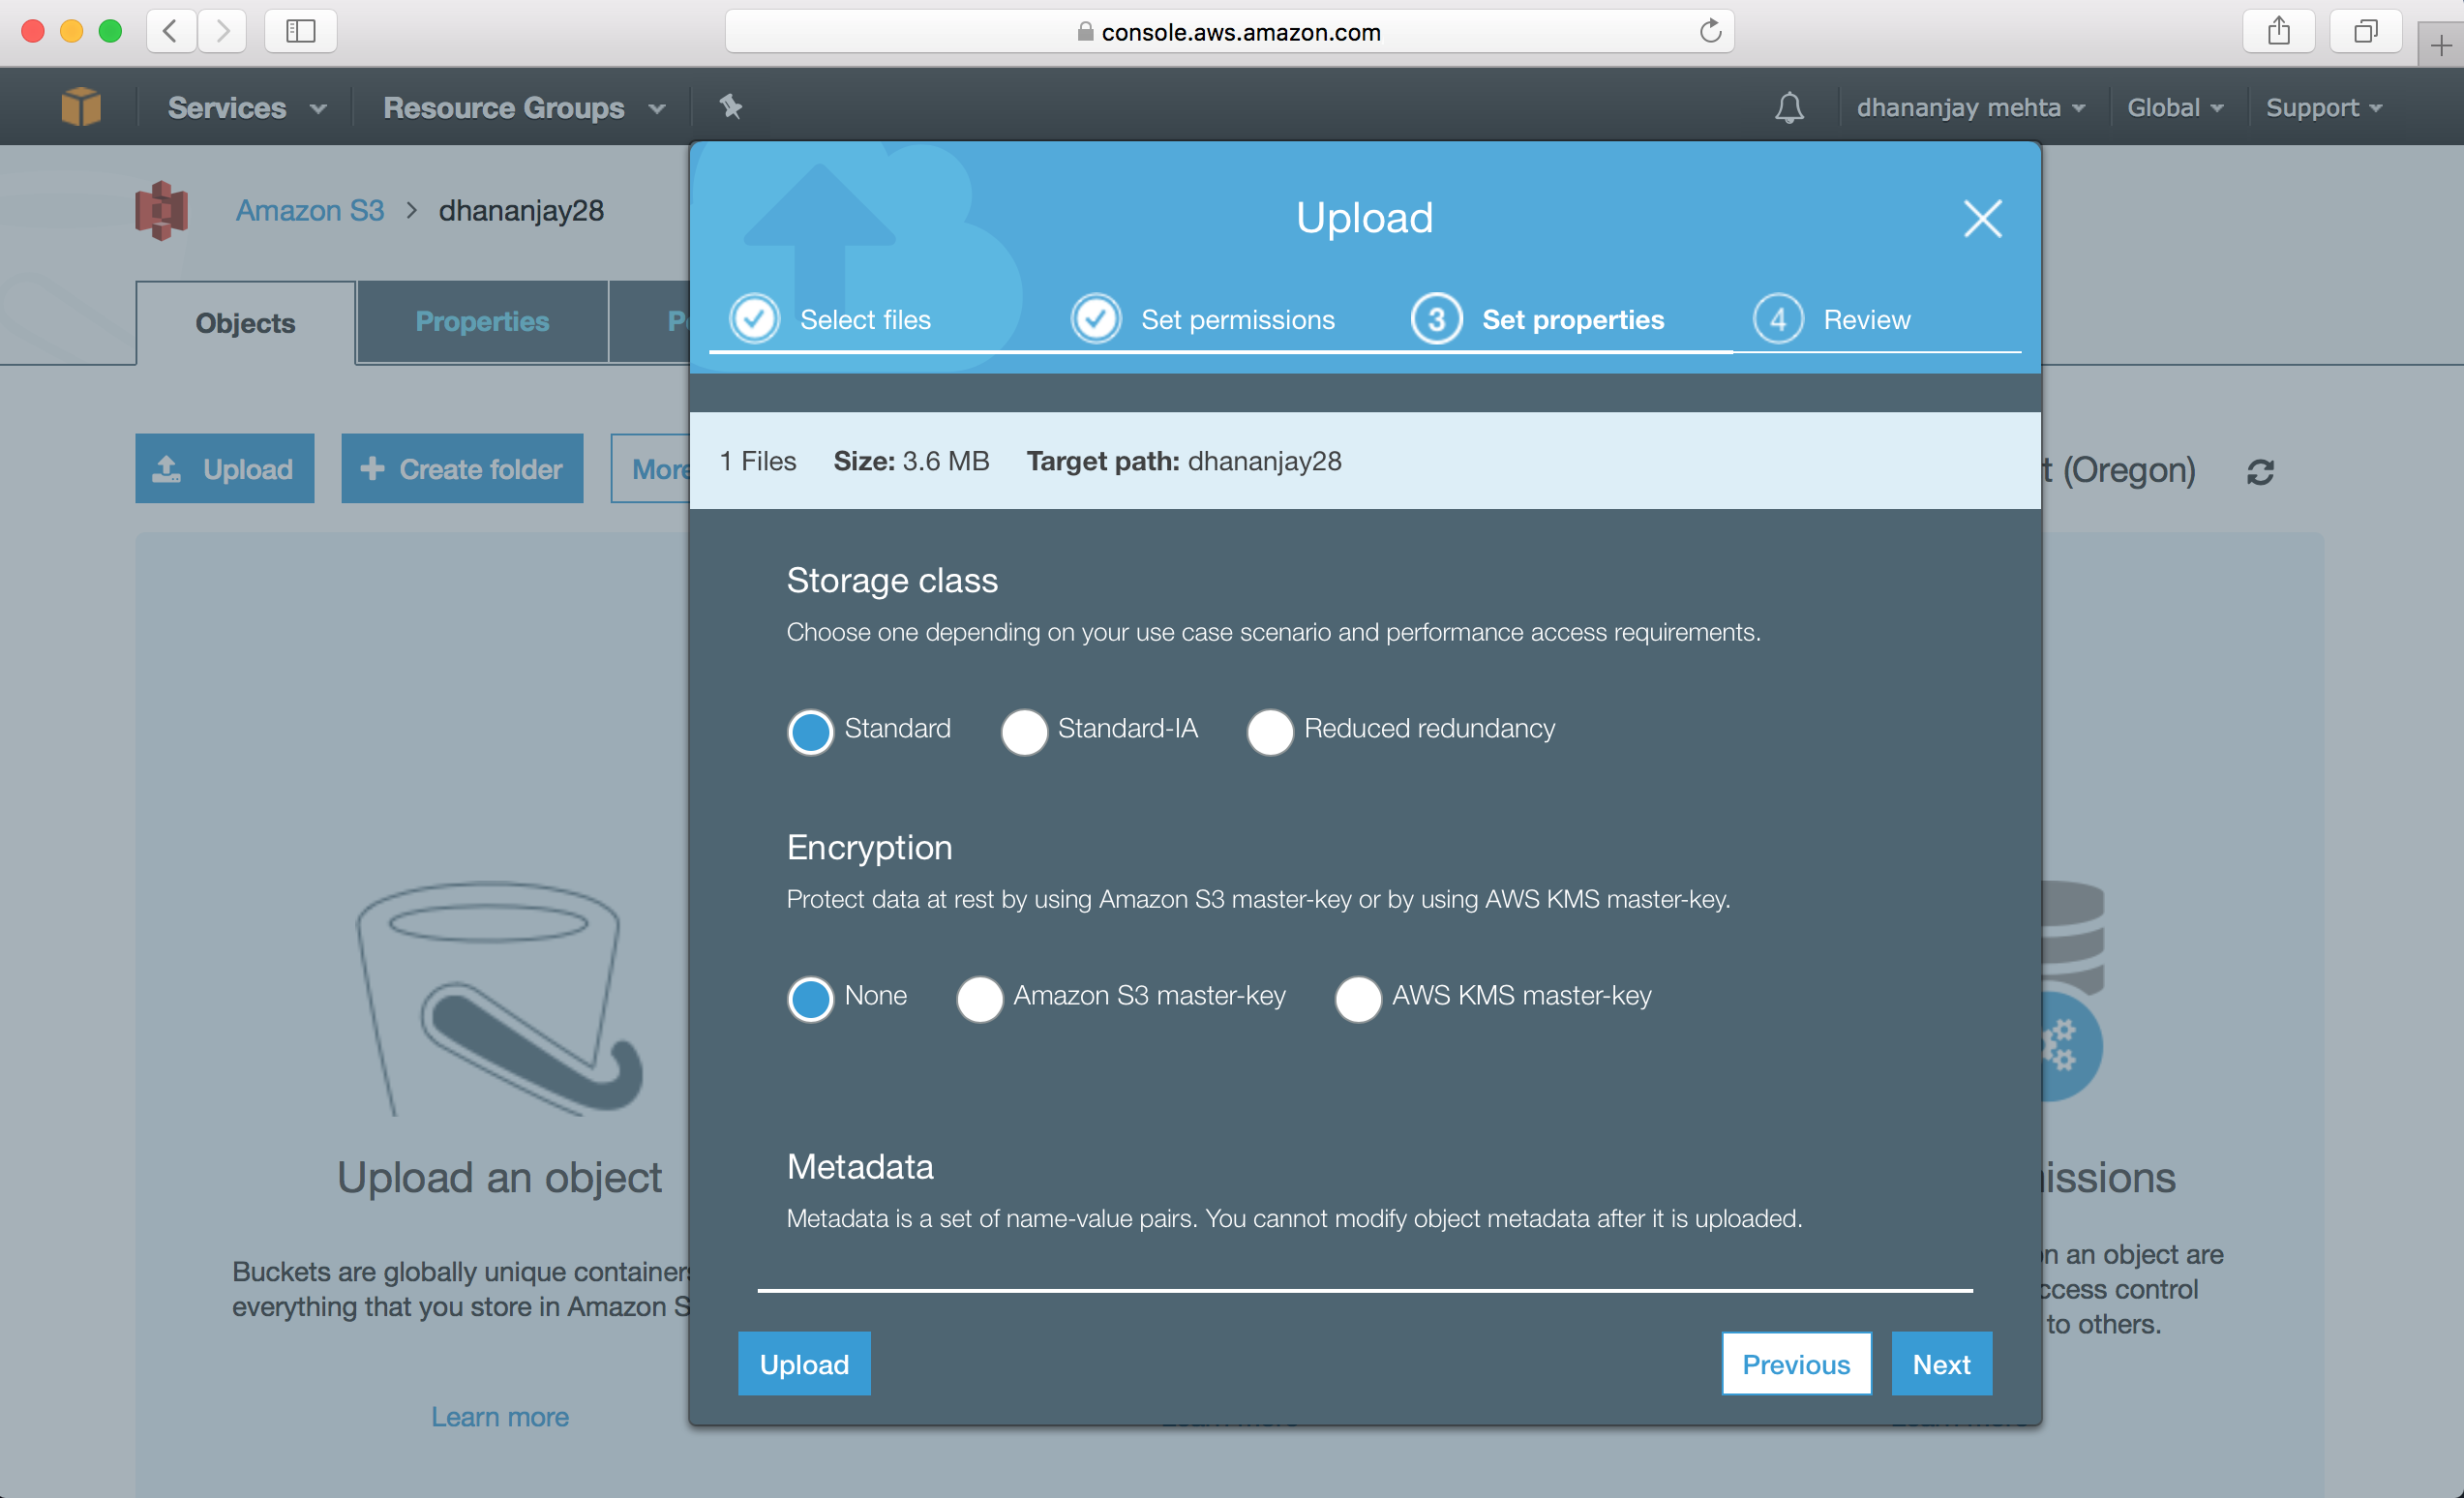 console.aws.amazon.com
Services
Resource Groups
dhananjay mehta
Global
Support
Amazon S3 > dhananjay28
Upload
Objects
Properties
Select files
Set permissions
3 Set properties
4 Review
Upload
Create folder
More
1 Files Size: 3.6 MB Target path: dhananjay28
(Oregon)
Storage class
Choose one depending on your use case scenario and performance access requirements.
Standard
Standard-IA
Reduced redundancy
Encryption
Protect data at rest by using Amazon S3 master-key or by using AWS KMS master-key.
None
Amazon S3 master-key
AWS KMS master-key
Metadata
Metadata is a set of name-value pairs. You cannot modify object metadata after it is uploaded.
Upload an object
Buckets are globally unique containers
everything that you store in Amazon S
Learn more
issions
n an object are
ccess control
to others.
Upload
Previous
Next